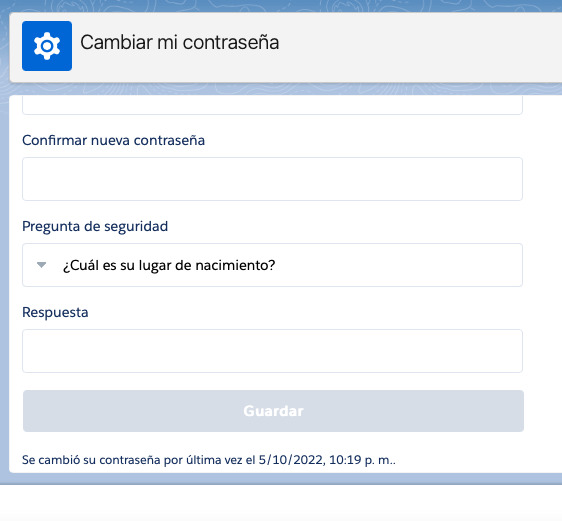 Cambiar mi contraseña
Confirmar nueva contraseña
Pregunta de seguridad
¿Cuál es su lugar de nacimiento?
Respuesta
Guardar
Se cambió su contraseña por última vez el 5/10/2022, 10:19 p. m..